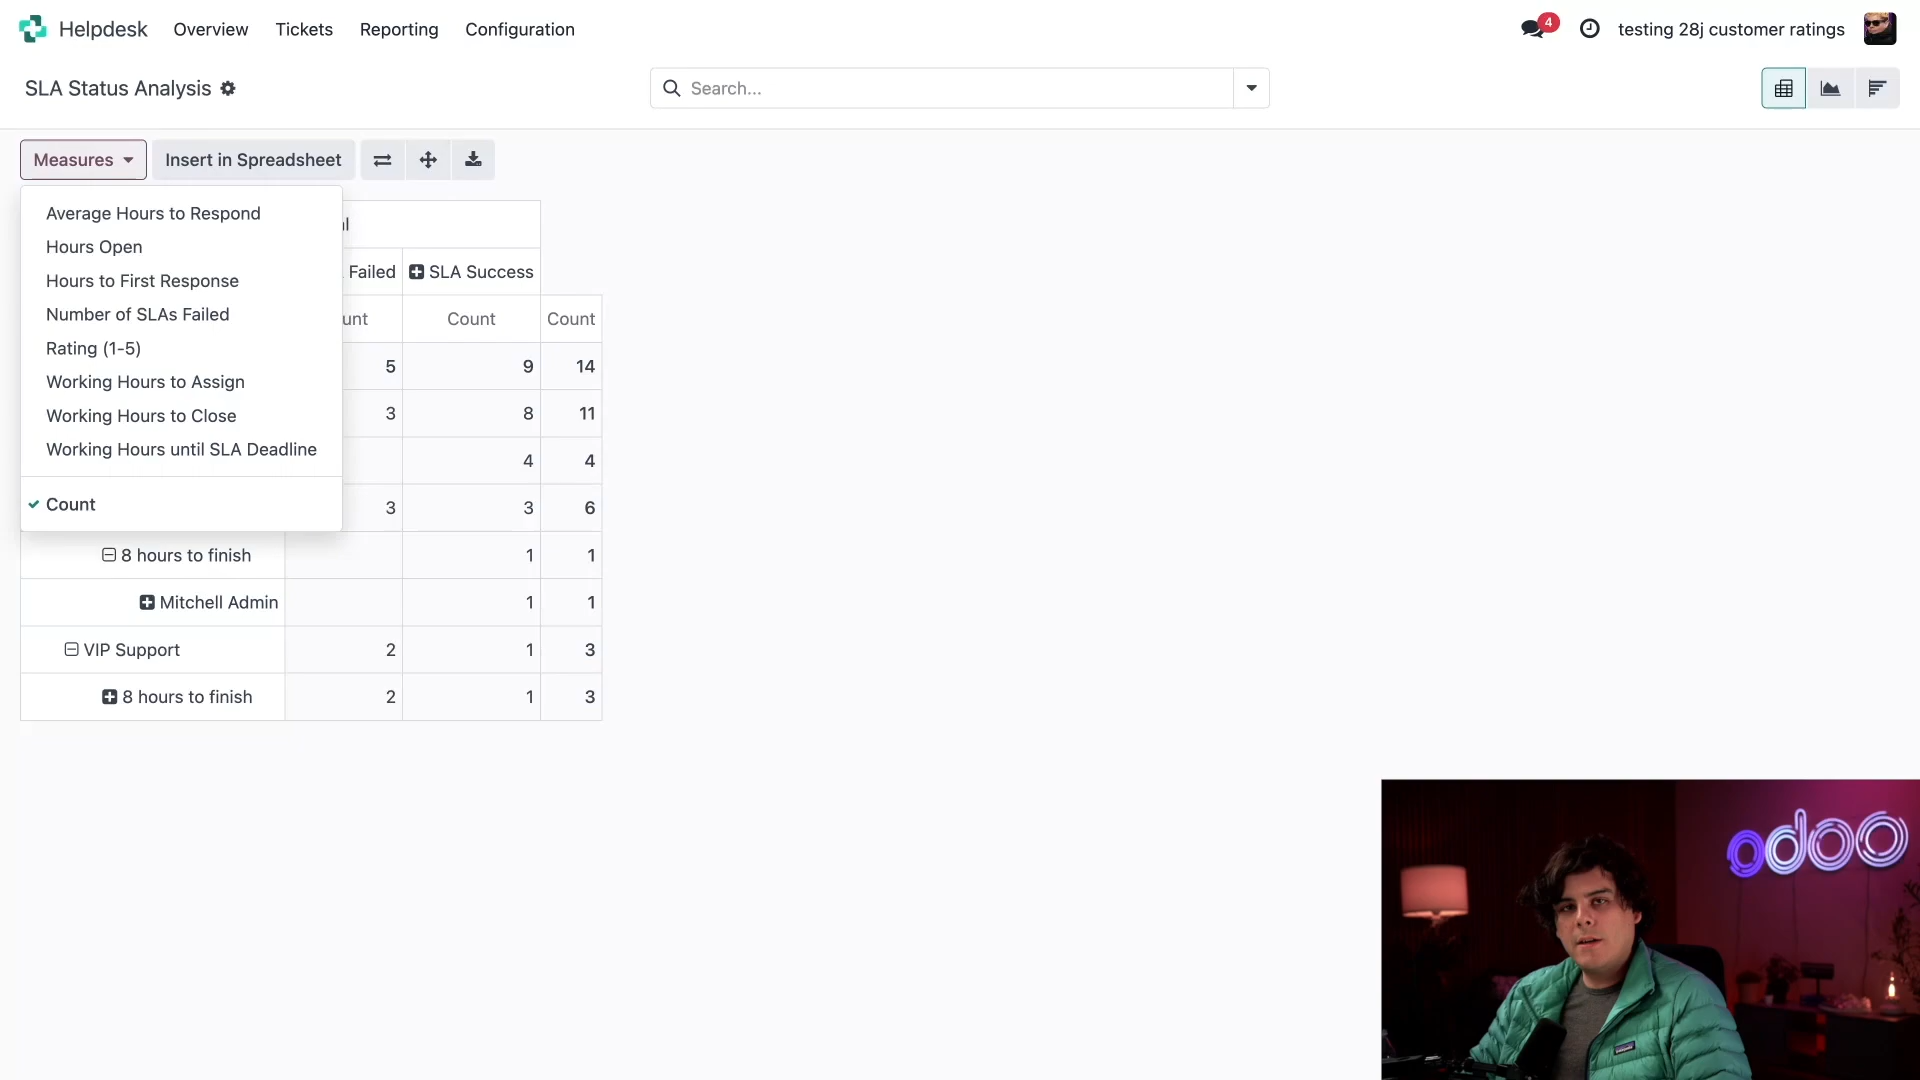 Helpdesk Overview Tickets Reporting Configuration 4 testing 28j customer ratings
SLA Status Analysis Search...
Measures Insert in Spreadsheet
Average Hours to Respond
Hours Open
Hours to First Response
Number of SLAs Failed
Rating (1-5)
Working Hours to Assign
Working Hours to Close
Working Hours until SLA Deadline
Count
Failed SLA Success
Count Count
5 9 14
3 8 11
4 4
3 3 6
8 hours to finish 1 1
Mitchell Admin 1 1
VIP Support 2 1 3
8 hours to finish 2 1 3
odoo